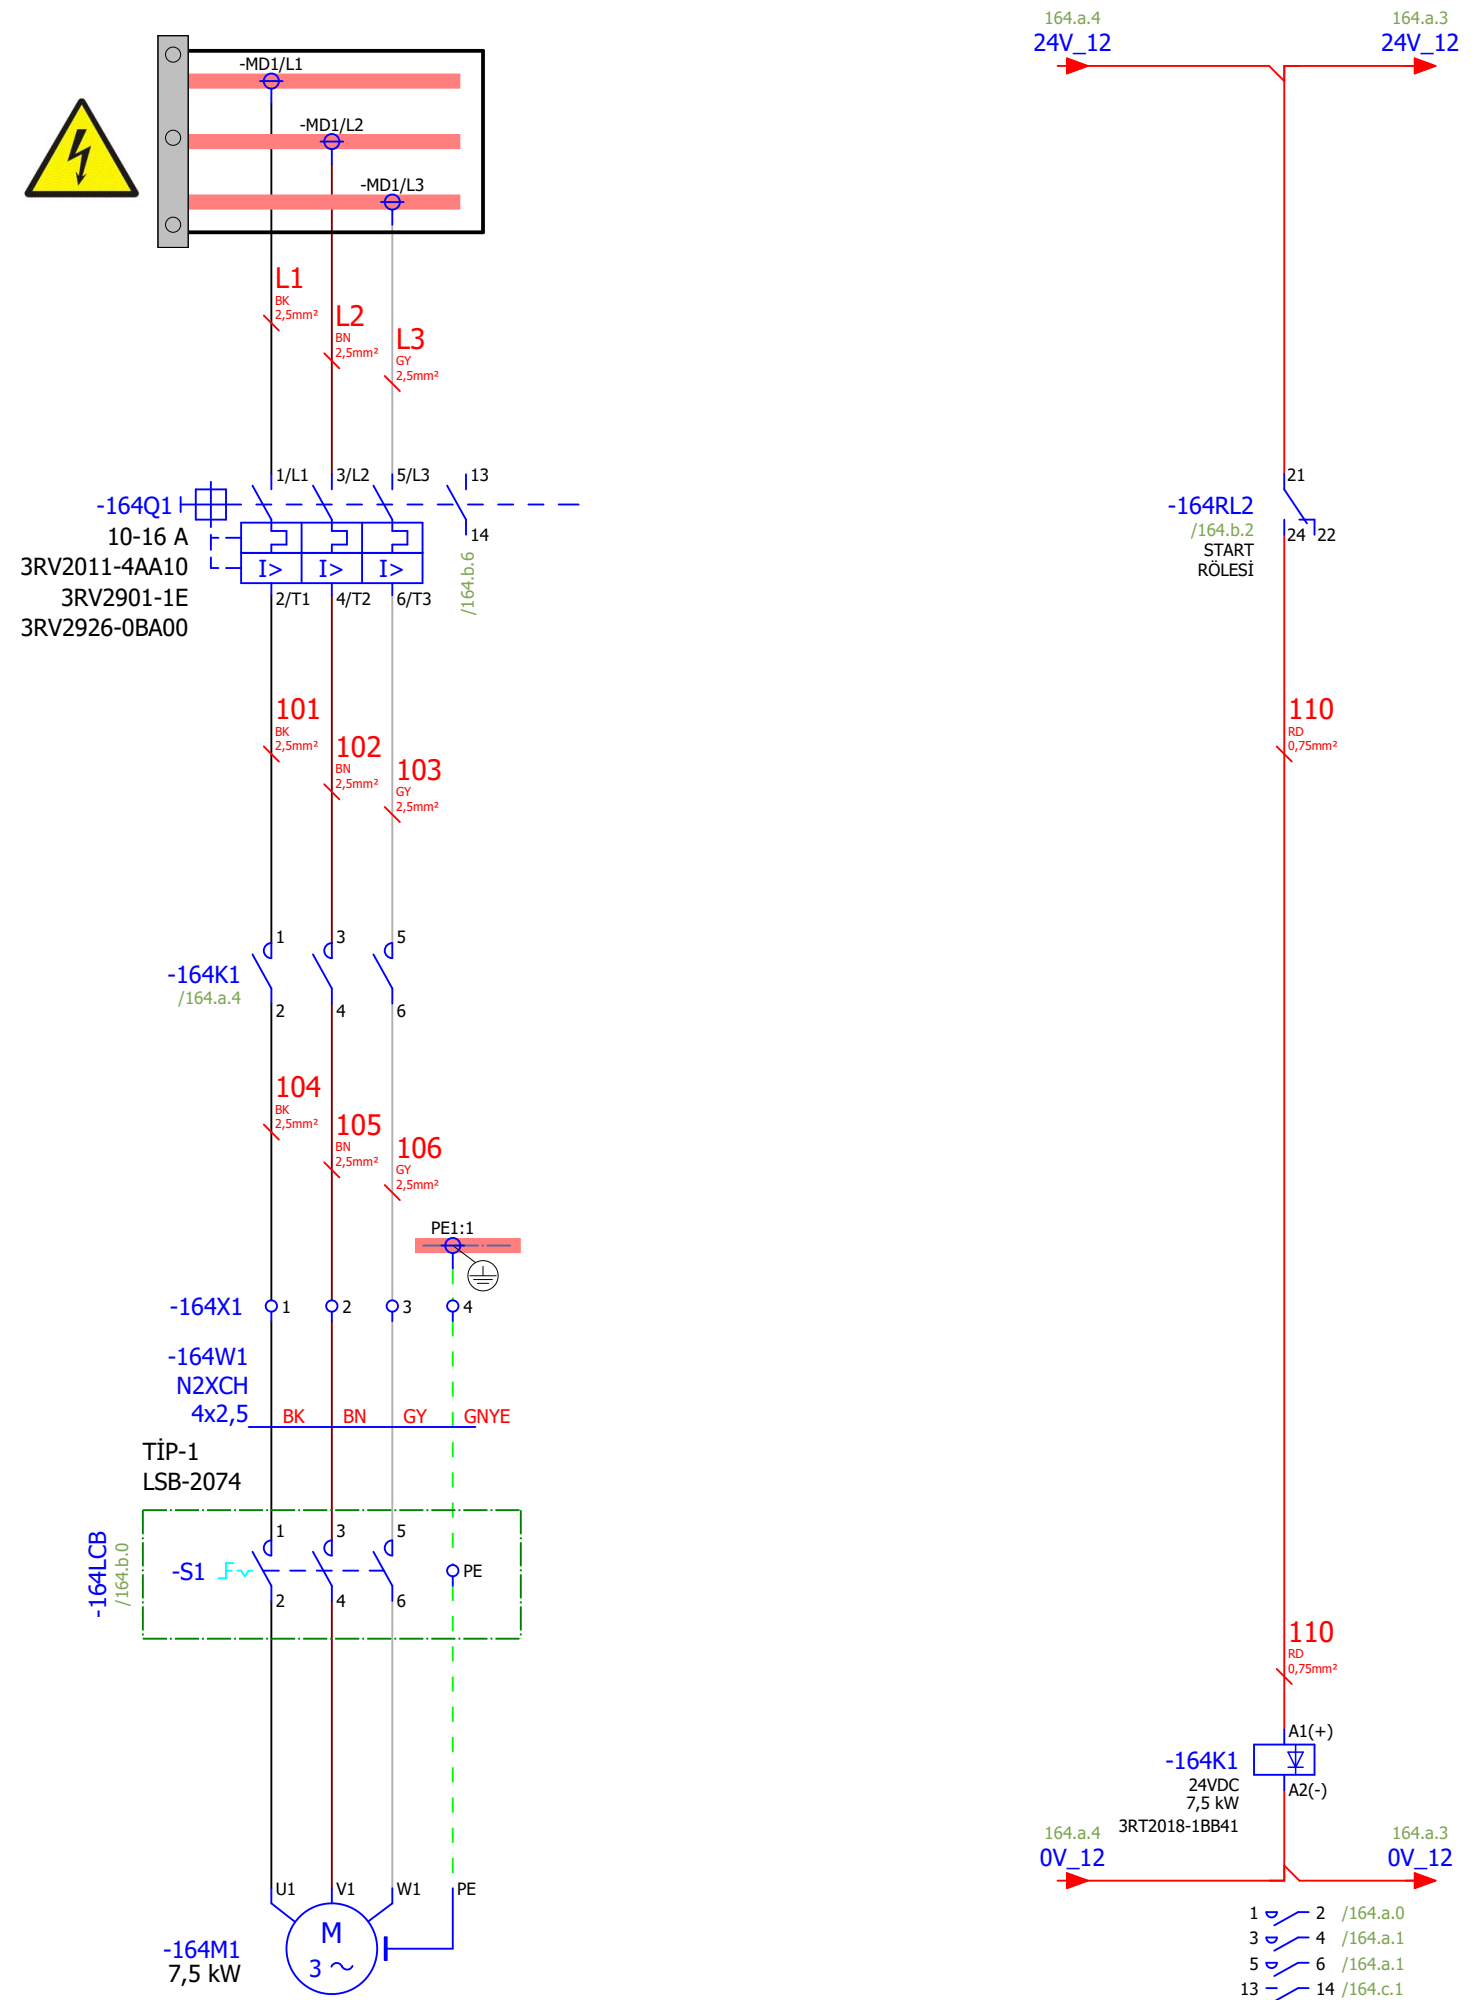 164.a.4
164.a.3
24V_12
24V_12
-MD1/L1
-MD1/L2
-MD1/L3
L1
BK
2,5mm²
L2
BN
2,5mm²
L3
GY
2,5mm²
1/L1
3/L2
5/L3
13
-164Q1
14
10-16 A
3RV2011-4AA10
3RV2901-1E
3RV2926-0BA00
I>
I>
I>
2/T1
4/T2
6/T3
/164.b.6
21
-164RL2
/164.b.2
24
22
START
RÖLESİ
101
BK
2,5mm²
102
BN
2,5mm²
103
GY
2,5mm²
110
RD
0,75mm²
1
3
5
-164K1
/164.a.4
2
4
6
104
BK
2,5mm²
105
BN
2,5mm²
106
GY
2,5mm²
PE1:1
-164X1
1
2
3
4
-164W1
N2XCH
4x2,5
BK
BN
GY
GNYE
TİP-1
LSB-2074
-164LCB
/164.b.0
1
3
5
-S1
PE
2
4
6
110
RD
0,75mm²
A1(+)
-164K1
24VDC
7,5 kW
3RT2018-1BB41
A2(-)
164.a.4
164.a.3
0V_12
0V_12
U1
V1
W1
PE
M
3
-164M1
7,5 kW
1 2 /164.a.0
3 4 /164.a.1
5 6 /164.a.1
13 14 /164.c.1